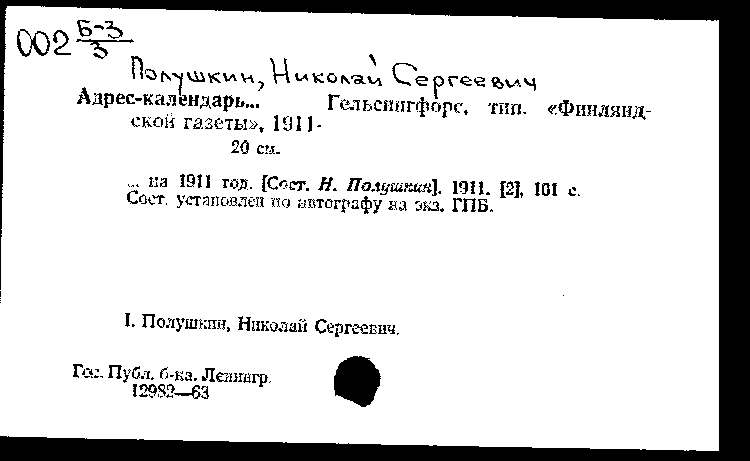 002 Б-3/3
Полушкин, Николай Сергеевич
Адрес-календарь... Гельсингфорс, тип. «Финлянд-
ской газеты», 1911-
20 см.
... на 1911 год. [Сост. Н. Полушкин]. 1911. [2], 101 с.
Сост. установлен по автографу на экз. ГПБ.
I. Полушкин, Николай Сергеевич.
Гос. Публ. б-ка. Ленингр.
12982—63